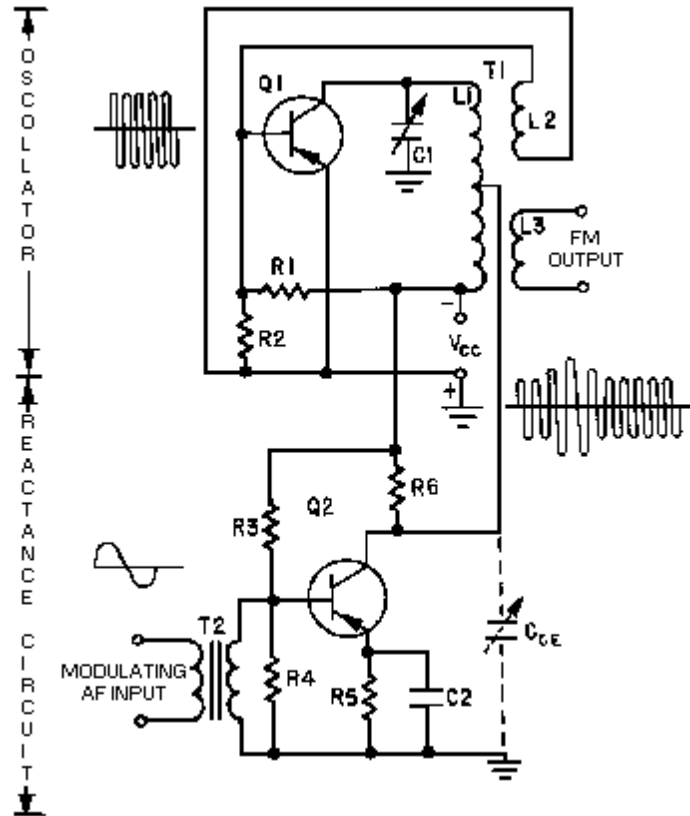 OSCOLLATOR
REACTANCE CIRCUIT
Q1
C1
L1
T1
L2
L3
FM
OUTPUT
R1
R2
-
VCC
+
R3
Q2
R6
T2
R4
MODULATING
AF INPUT
R5
C2
CCE